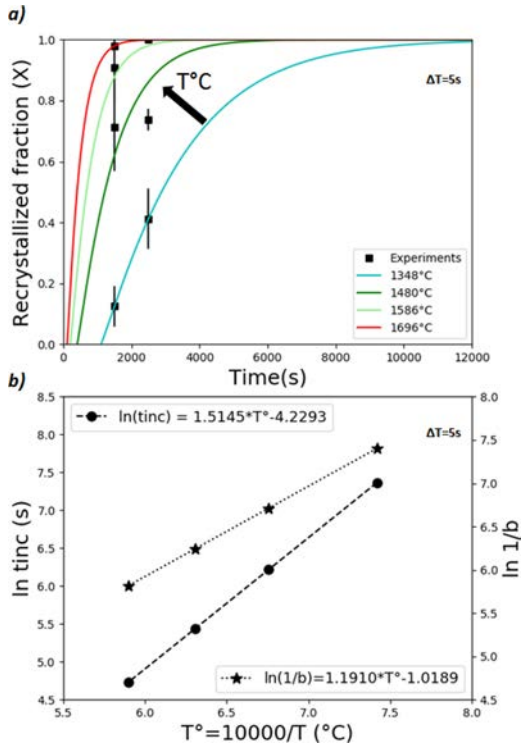 a)
1.0
0.8
0.6
0.4
0.2
0.0
Recrystallized fraction (X)
T°C
ΔT=5s
Experiments
1348°C
1480°C
1586°C
1696°C
0 2000 4000 6000 8000 10000 12000
Time(s)
b)
8.5
8.0
7.5
7.0
6.5
6.0
5.5
5.0
4.5
ln tinc (s)
ln(tinc) = 1.5145*T°-4.2293
ΔT=5s
8.0
7.5
7.0
6.5
6.0
5.5
5.0
4.5
ln 1/b
ln(1/b)=1.1910*T°-1.0189
5.5 6.0 6.5 7.0 7.5 8.0
T°=10000/T (°C)